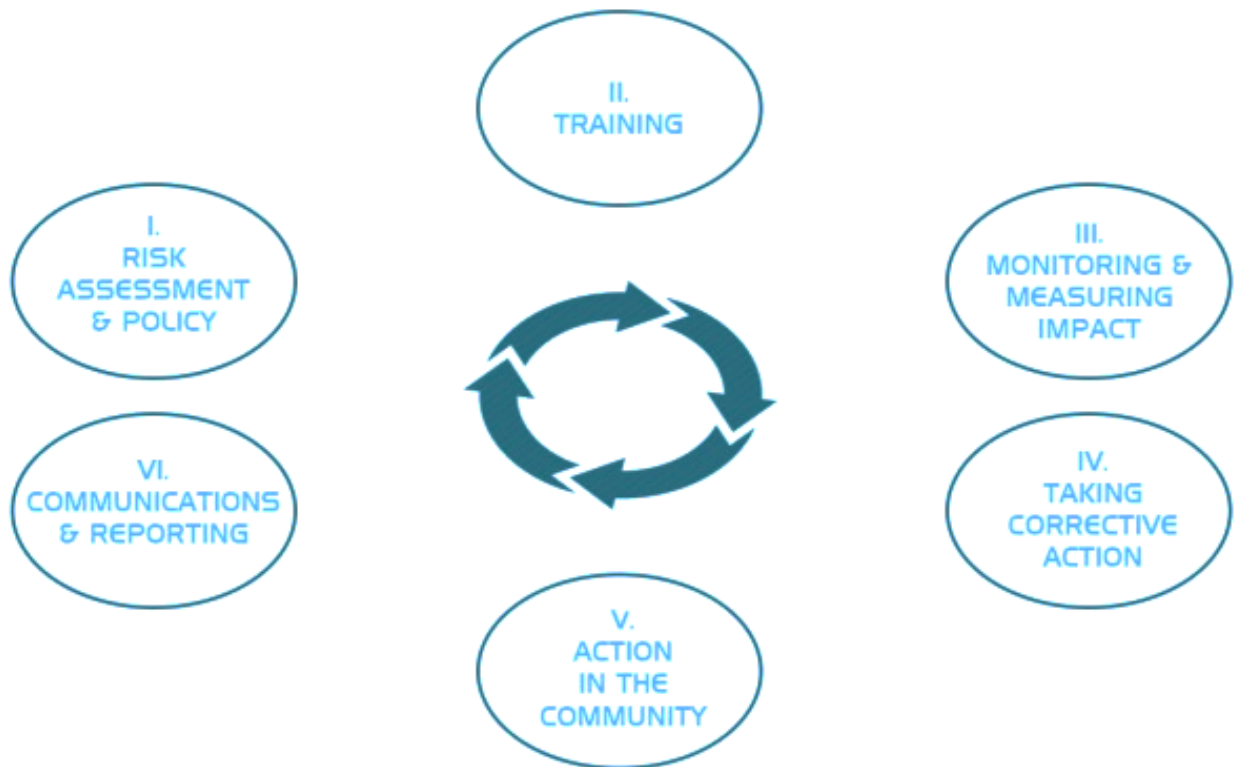 I.
RISK
ASSESSMENT
& POLICY
II.
TRAINING
III.
MONITORING &
MEASURING
IMPACT
IV.
TAKING
CORRECTIVE
ACTION
V.
ACTION
IN THE
COMMUNITY
VI.
COMMUNICATIONS
& REPORTING